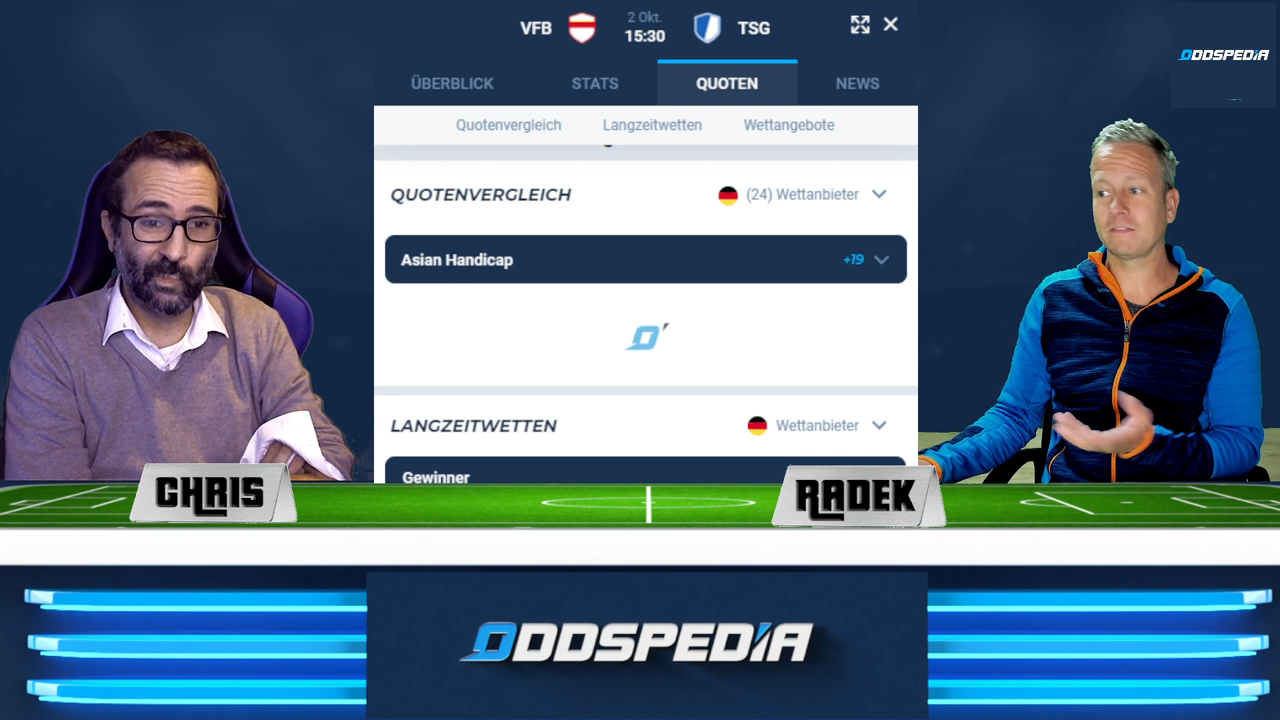 VFB 2 Okt. 15:30 TSG
ODDSPEDIA
ÜBERBLICK STATS QUOTEN NEWS
Quotenvergleich Langzeitwetten Wettangebote
QUOTENVERGLEICH (24) Wettanbieter
Asian Handicap +19
LANGZEITWETTEN Wettanbieter
Gewinner
CHRIS
RADEK
ODDSPEDIA